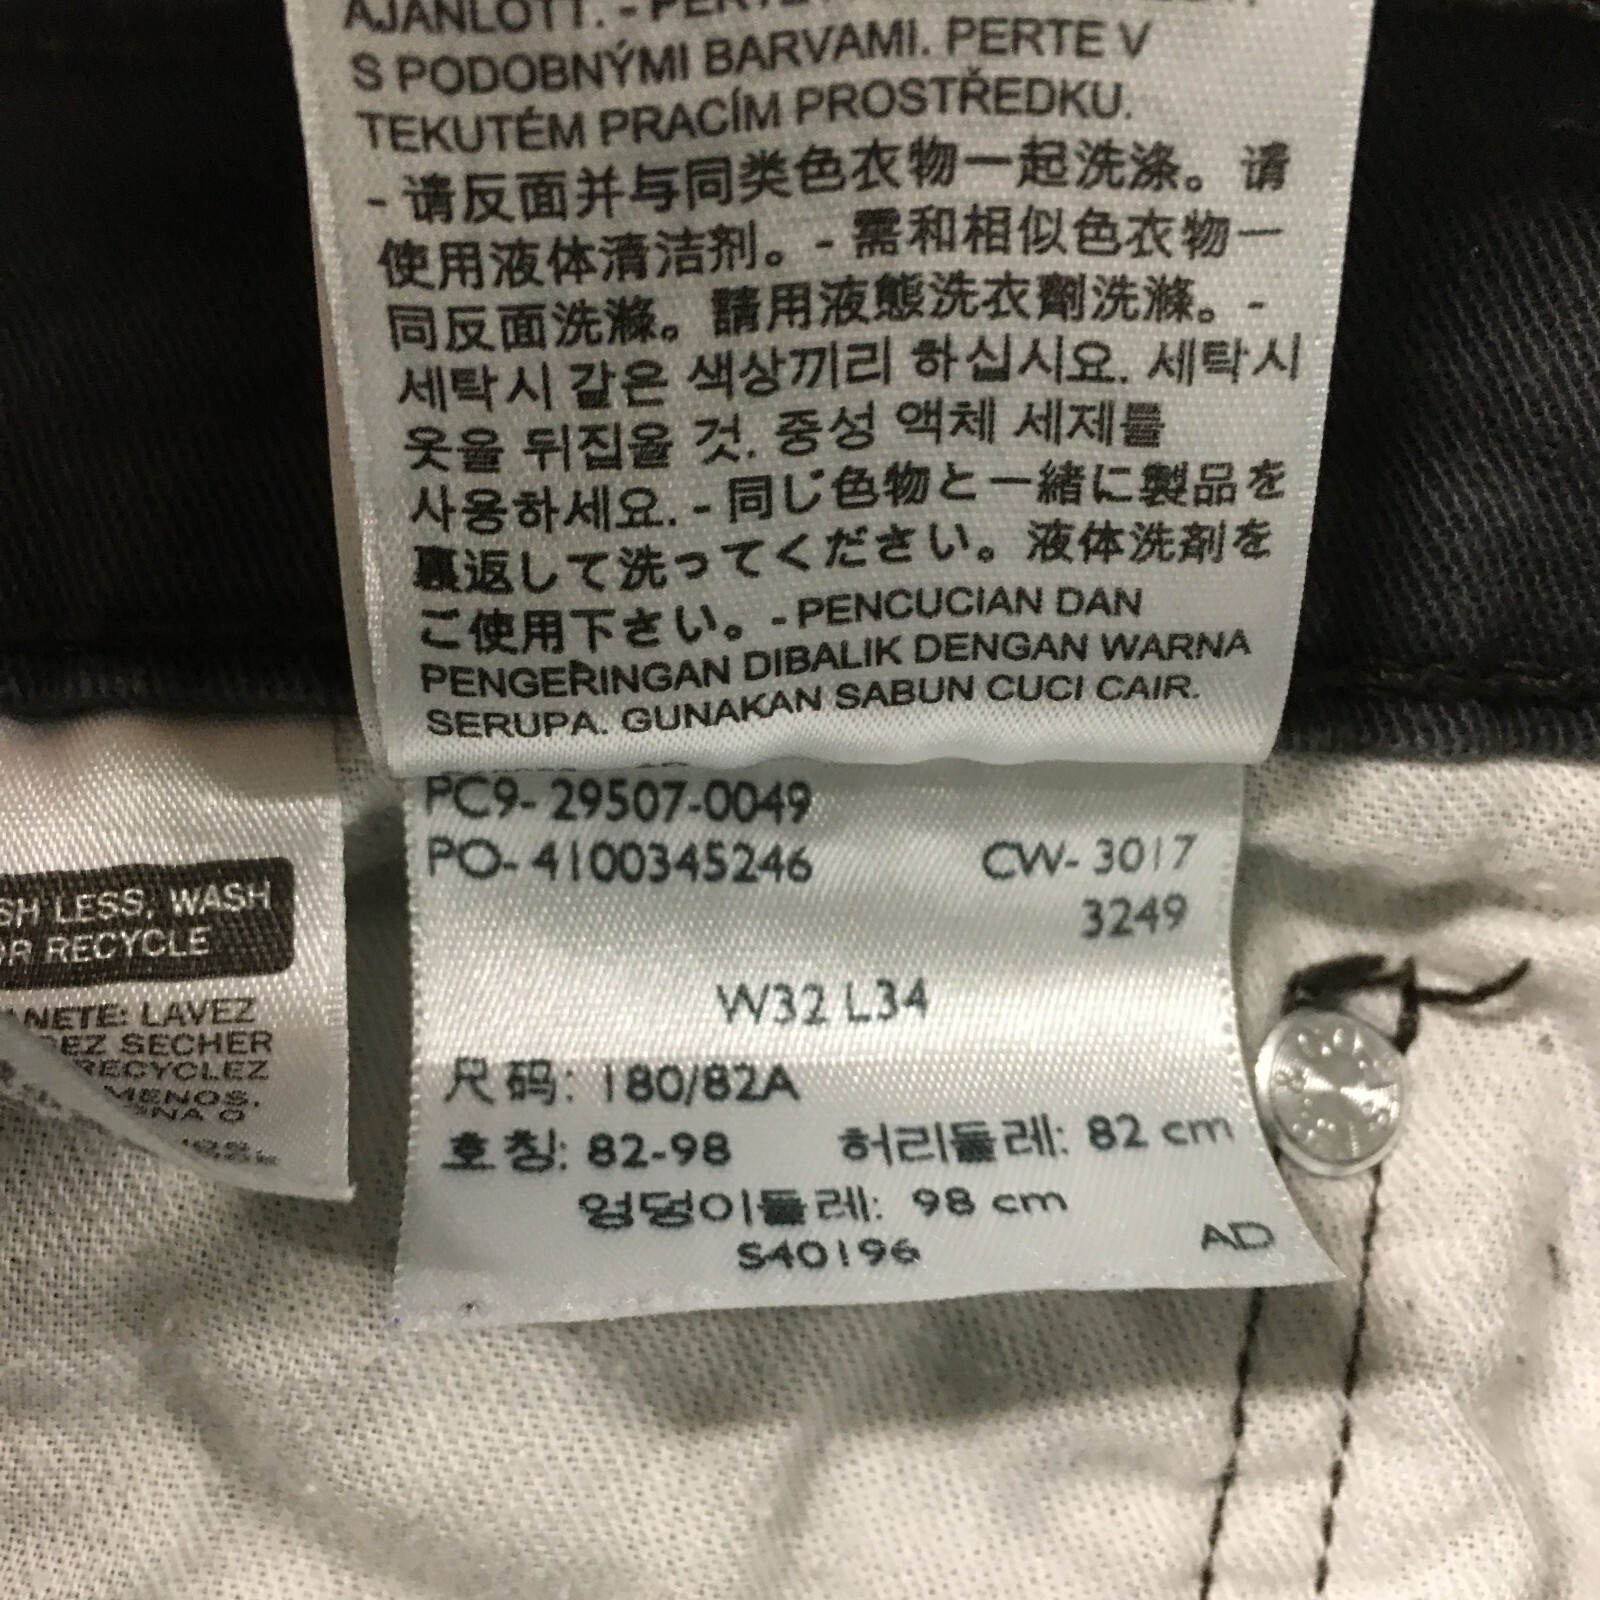 AJÁNLOTT. -
S PODOBNÝMI BARVAMI. PERTE V
TEKUTÉM PRACÍM PROSTŘEDKU.
- 请反面并与同类色衣物一起洗涤。请
使用液体清洁剂。- 需和相似色衣物一
同反面洗滌。請用液態洗衣劑洗滌。-
세탁시 같은 색상끼리 하십시요. 세탁시
옷을 뒤집을 것. 중성 액체 세제를
사용하세요. - 同じ色物と一緒に製品を
裏返して洗ってください。液体洗剤を
ご使用下さい。- PENCUCIAN DAN
PENGERINGAN DIBALIK DENGAN WARNA
SERUPA. GUNAKAN SABUN CUCI CAIR.
PC9- 29507-0049
PO- 4100345246 CW- 3017
3249
W32 L34
尺码: 180/82A
호칭: 82-98 허리둘레: 82 cm
엉덩이둘레: 98 cm
S40196 AD
SH LESS, WASH
OR RECYCLE
ANETE: LAVEZ
EZ SECHER
RECYCLEZ
MENOS.